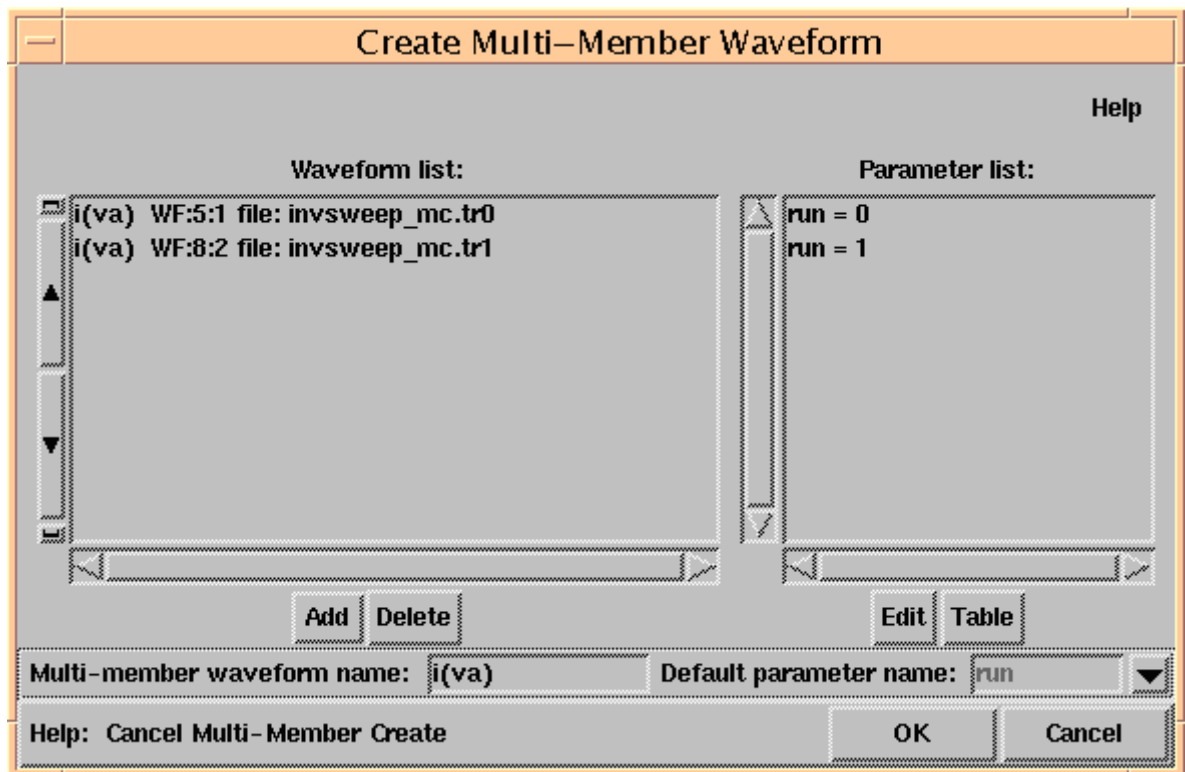 Create Multi-Member Waveform
Help
Waveform list: Parameter list:
i(va) WF:5:1 file: invsweep_mc.tr0 run = 0
i(va) WF:8:2 file: invsweep_mc.tr1 run = 1
Add Delete Edit Table
Multi-member waveform name: i(va) Default parameter name: run
Help: Cancel Multi-Member Create OK Cancel